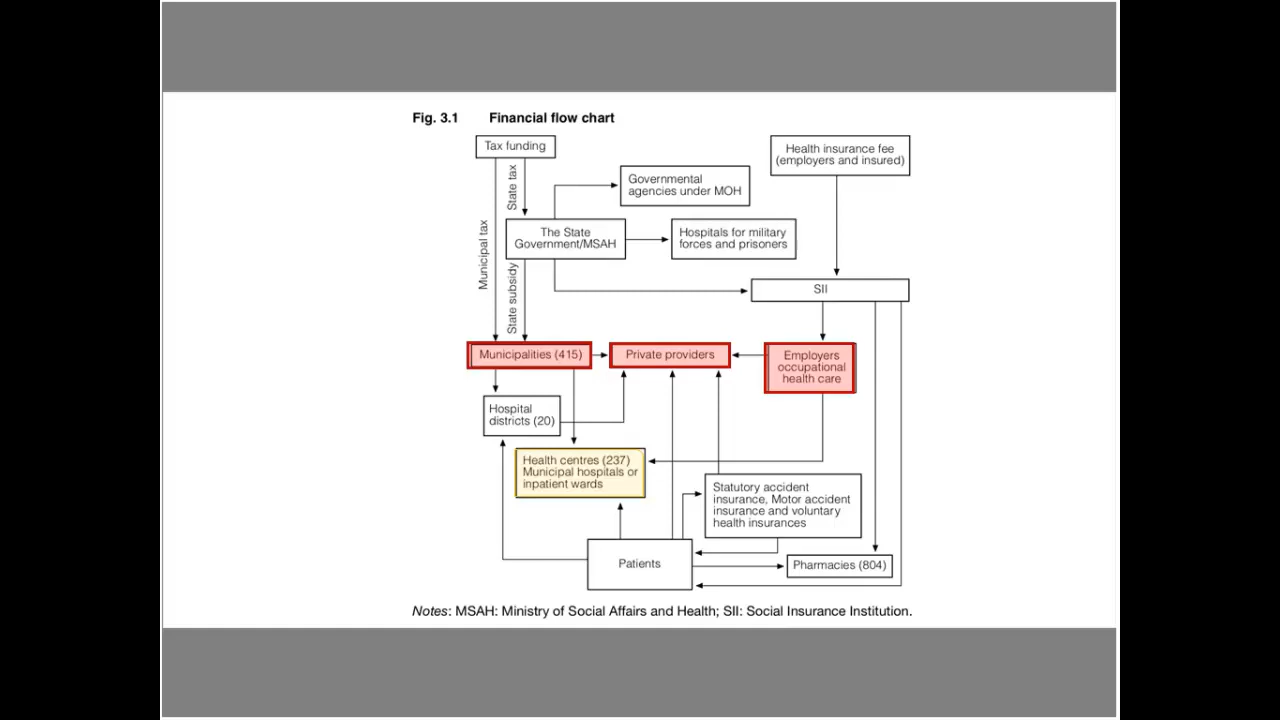 Fig. 3.1 Financial flow chart
Tax funding
Health insurance fee
(employers and insured)
State tax
Governmental
agencies under MOH
Municipal tax
The State
Government/MSAH
Hospitals for military
forces and prisoners
State subsidy
SII
Municipalities (415)
Private providers
Employers
occupational
health care
Hospital
districts (20)
Health centres (237)
Municipal hospitals or
inpatient wards
Statutory accident
insurance, Motor accident
insurance and voluntary
health insurances
Patients
Pharmacies (804)
Notes: MSAH: Ministry of Social Affairs and Health; SII: Social Insurance Institution.